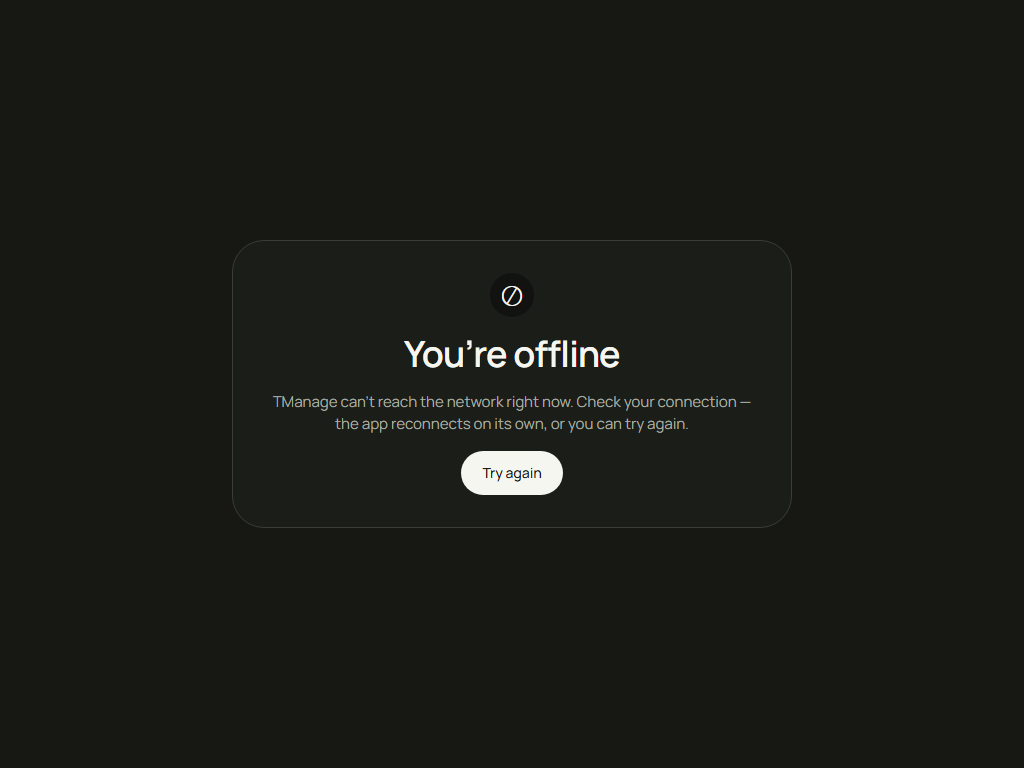 You're offline
TManage can't reach the network right now. Check your connection —
the app reconnects on its own, or you can try again.
Try again